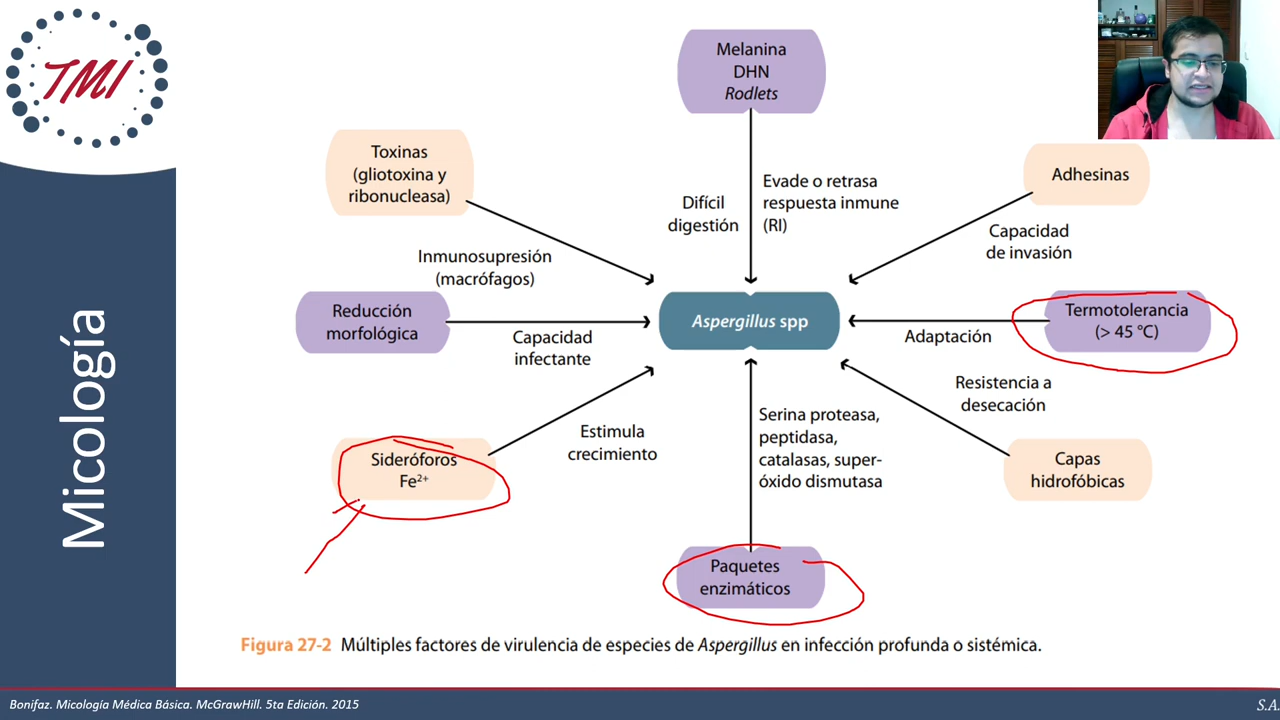 TMI
Micología
Melanina
DHN
Rodlets
Toxinas
(gliotoxina y
ribonucleasa)
Adhesinas
Difícil
digestión
Evade o retrasa
respuesta inmune
(RI)
Capacidad
de invasión
Inmunosupresión
(macrófagos)
Reducción
morfológica
Aspergillus spp
Termotolerancia
(> 45 °C)
Capacidad
infectante
Adaptación
Resistencia a
desecación
Estimula
crecimiento
Serina proteasa,
peptidasa,
catalasas, super-
óxido dismutasa
Sideróforos
Fe²⁺
Capas
hidrofóbicas
Paquetes
enzimáticos
Figura 27-2 Múltiples factores de virulencia de especies de Aspergillus en infección profunda o sistémica.
Bonifaz. Micología Médica Básica. McGrawHill. 5ta Edición. 2015
S.A.